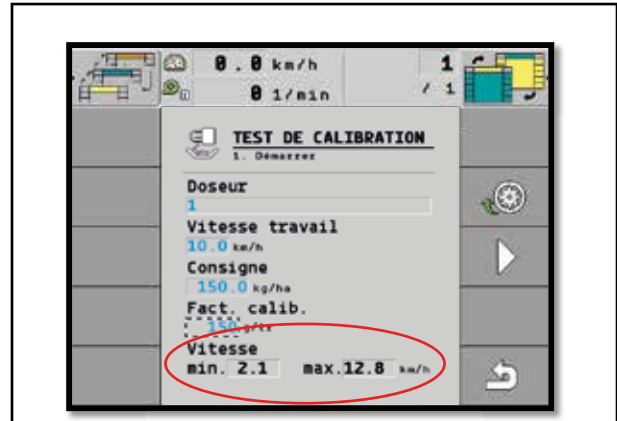 0.0 km/h 1
0 1/min / 1
TEST DE CALIBRATION
1. Démarrer
Doseur
1
Vitesse travail
10.0 km/h
Consigne
150.0 kg/ha
Fact. calib.
150 g/tr
Vitesse
min. 2.1 max. 12.8 km/h